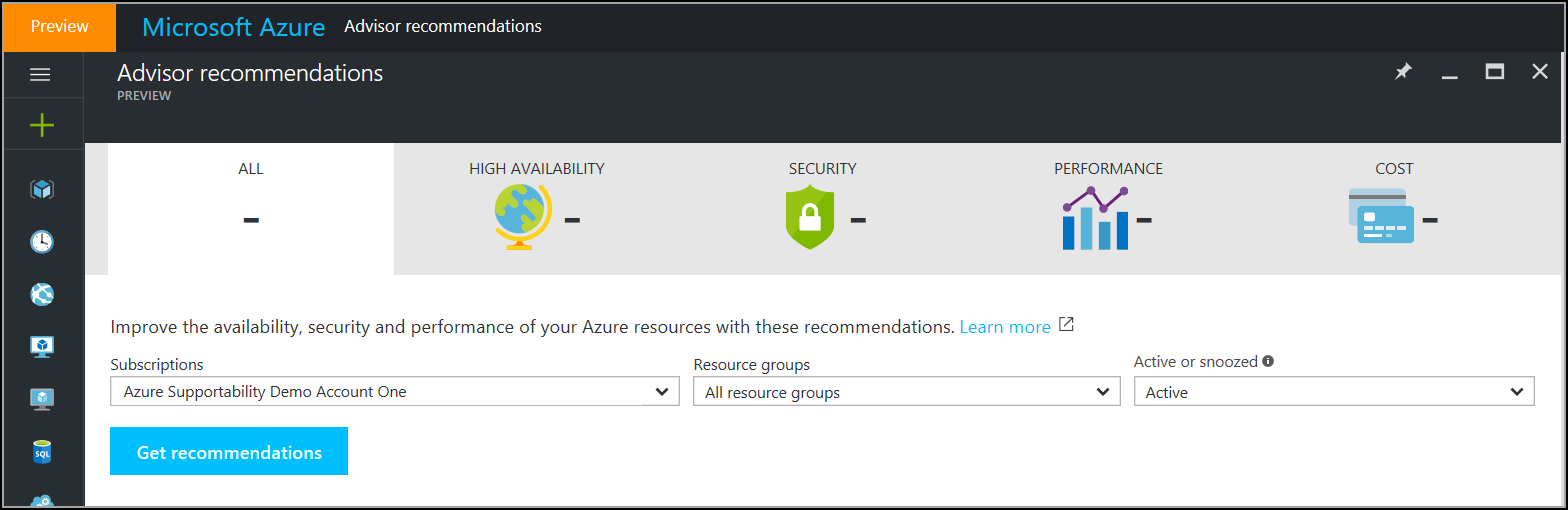 Preview Microsoft Azure Advisor recommendations
Advisor recommendations
PREVIEW
ALL HIGH AVAILABILITY SECURITY PERFORMANCE COST
- - - - -
Improve the availability, security and performance of your Azure resources with these recommendations. Learn more
Subscriptions Resource groups Active or snoozed
Azure Supportability Demo Account One All resource groups Active
SQL
Get recommendations